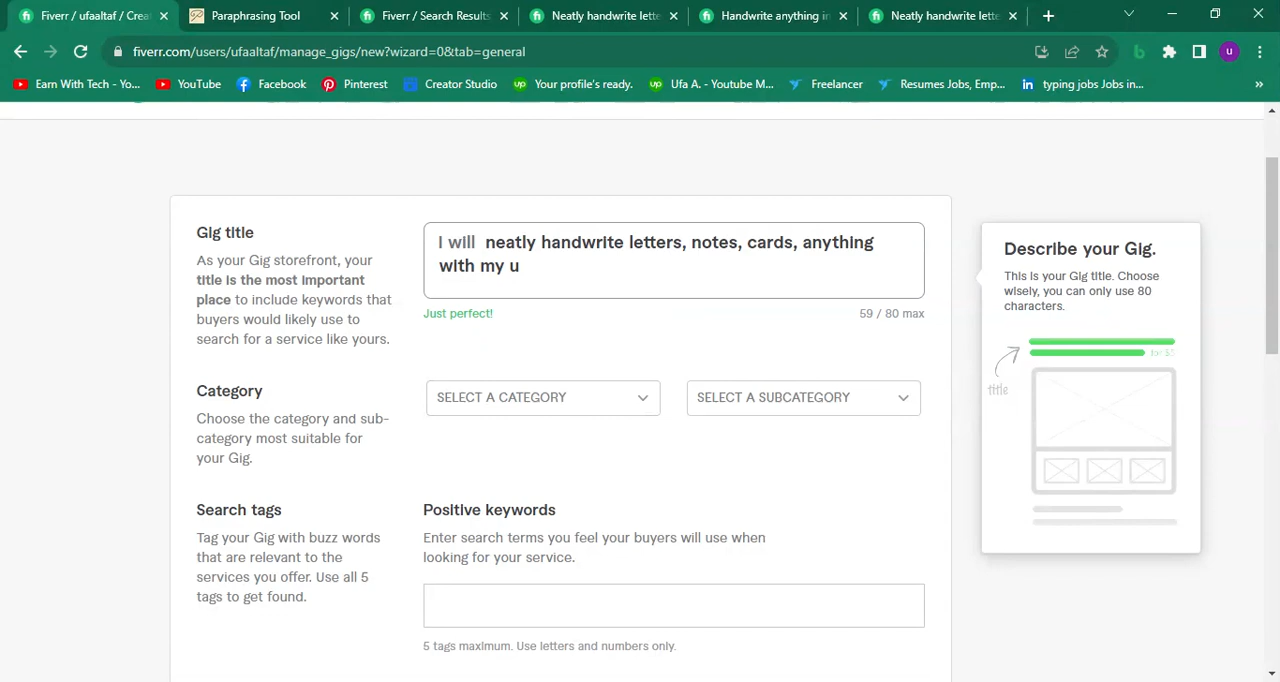 Fiverr / ufaaltaf / Crea
Paraphrasing Tool
Fiverr / Search Results
Neatly handwrite lette
Handwrite anything in
Neatly handwrite lette
fiverr.com/users/ufaaltaf/manage_gigs/new?wizard=0&tab=general
u
Earn With Tech - Yo...
YouTube
Facebook
Pinterest
Creator Studio
Your profile's ready.
Ufa A. - Youtube M...
Freelancer
Resumes Jobs, Emp...
typing jobs Jobs in...
»
Gig title
As your Gig storefront, your
title is the most important
place to include keywords that
buyers would likely use to
search for a service like yours.
I will neatly handwrite letters, notes, cards, anything
with my u
Just perfect!
59 / 80 max
Category
Choose the category and sub-
category most suitable for
your Gig.
SELECT A CATEGORY
SELECT A SUBCATEGORY
Search tags
Tag your Gig with buzz words
that are relevant to the
services you offer. Use all 5
tags to get found.
Positive keywords
Enter search terms you feel your buyers will use when
looking for your service.
5 tags maximum. Use letters and numbers only.
Describe your Gig.
This is your Gig title. Choose
wisely, you can only use 80
characters.
for $5
title